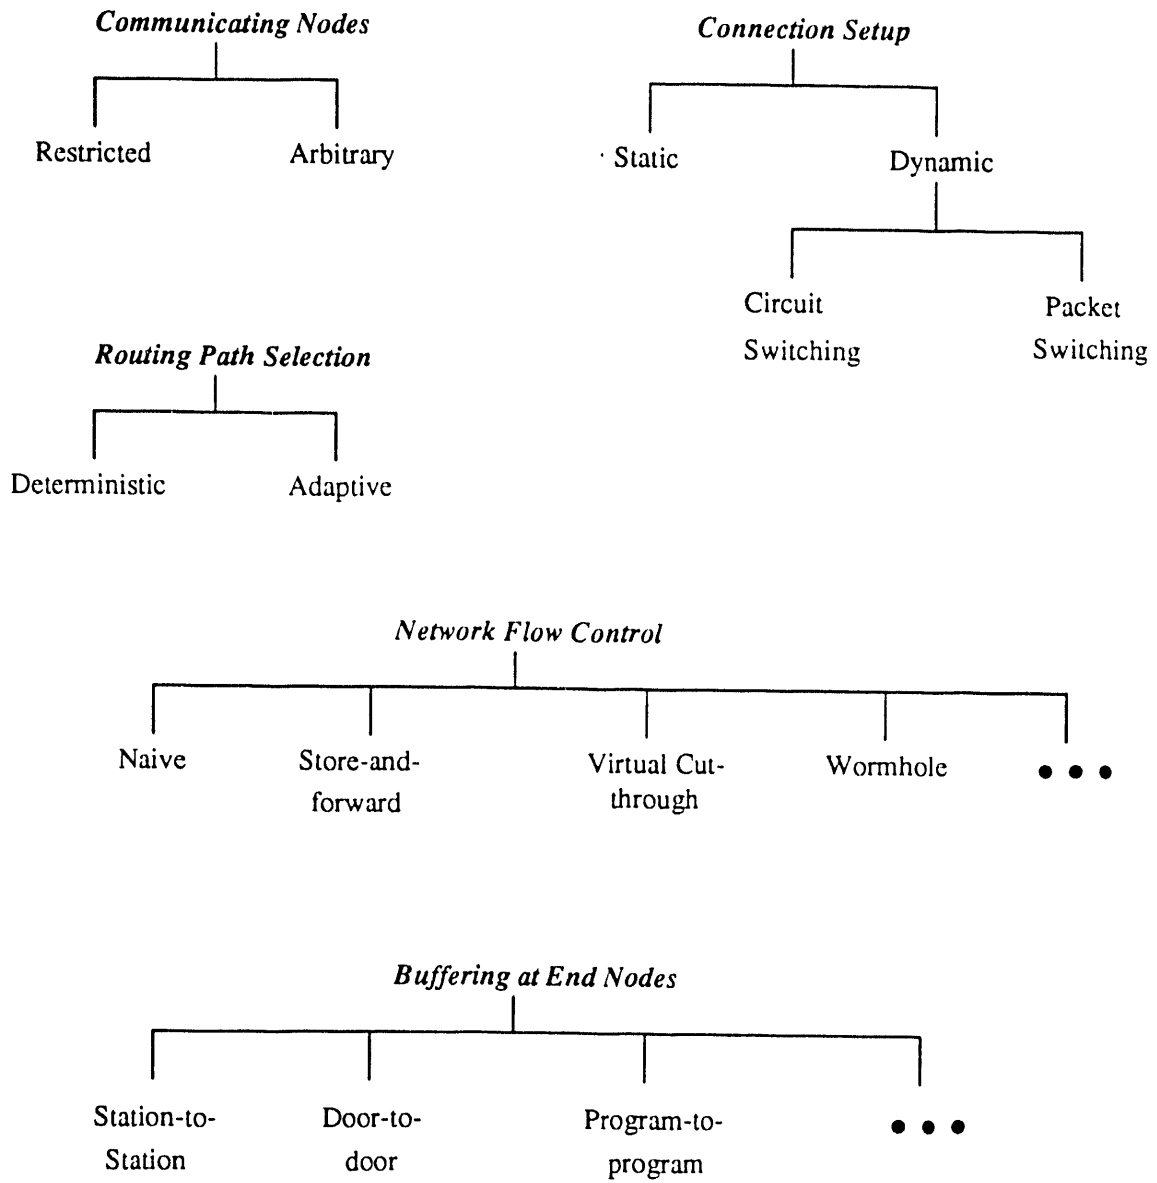 Communicating Nodes
Restricted
Arbitrary
Connection Setup
Static
Dynamic
Circuit
Switching
Packet
Switching
Routing Path Selection
Deterministic
Adaptive
Network Flow Control
Naive
Store-and-
forward
Virtual Cut-
through
Wormhole
• • •
Buffering at End Nodes
Station-to-
Station
Door-to-
door
Program-to-
program
• • •